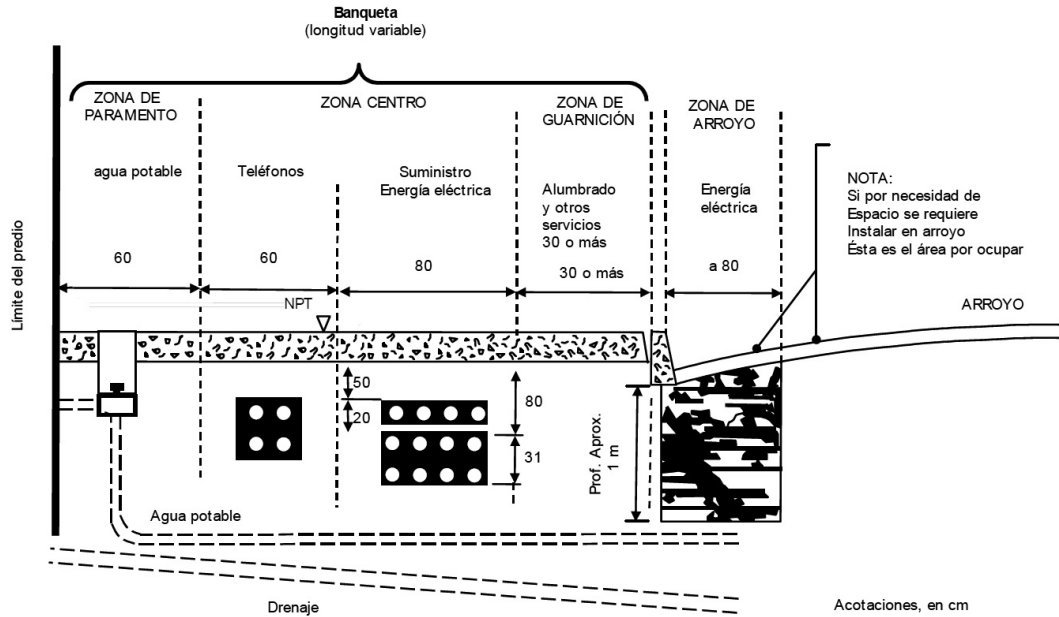 Banqueta
(longitud variable)
ZONA DE
PARAMENTO
ZONA CENTRO
ZONA DE
GUARNICIÓN
ZONA DE
ARROYO
agua potable
Teléfonos
Suministro
Energía eléctrica
Alumbrado
y otros
servicios
30 o más
Energía
eléctrica
NOTA:
Si por necesidad de
Espacio se requiere
Instalar en arroyo
Ésta es el área por ocupar
Límite del predio
60
60
80
30 o más
a 80
NPT
ARROYO
50
20
80
31
Prof. Aprox.
1 m
Agua potable
Drenaje
Acotaciones, en cm